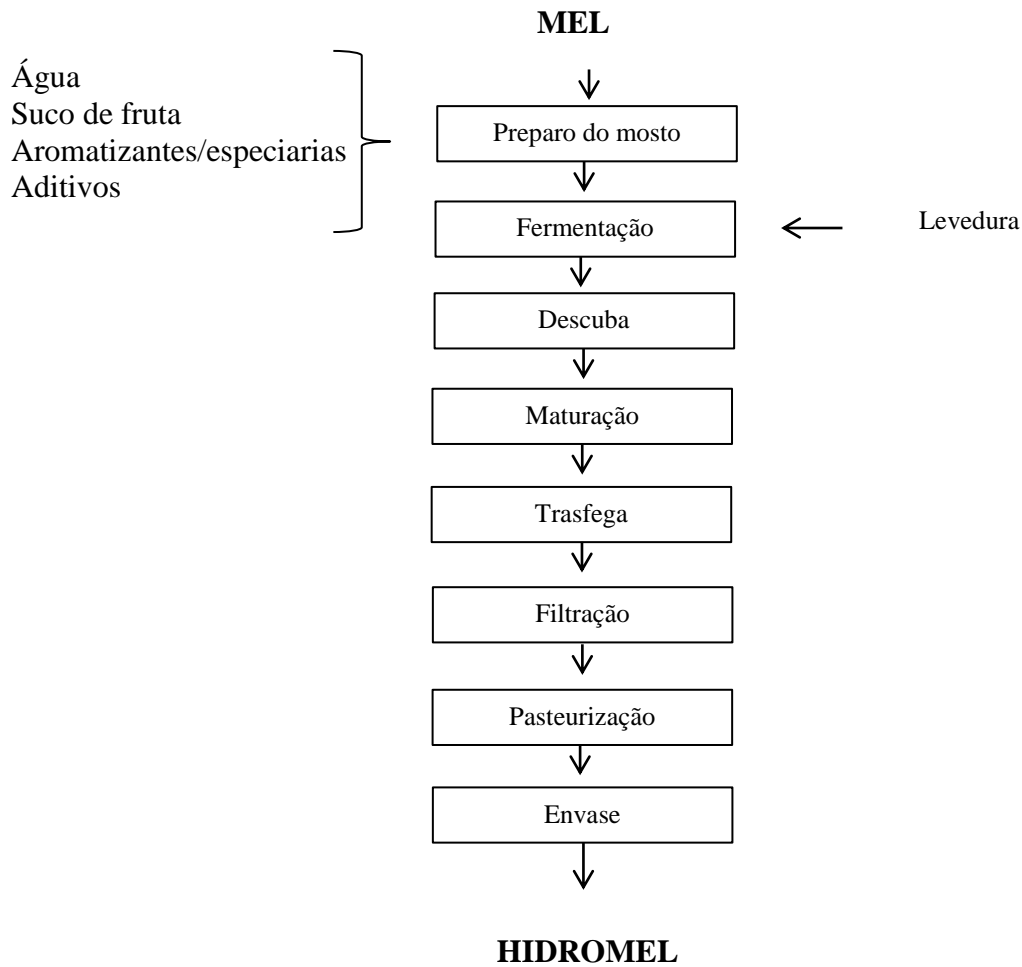 MEL
Água
Suco de fruta
Aromatizantes/especiarias
Aditivos
Preparo do mosto
Fermentação
Levedura
Descuba
Maturação
Trasfega
Filtração
Pasteurização
Envase
HIDROMEL